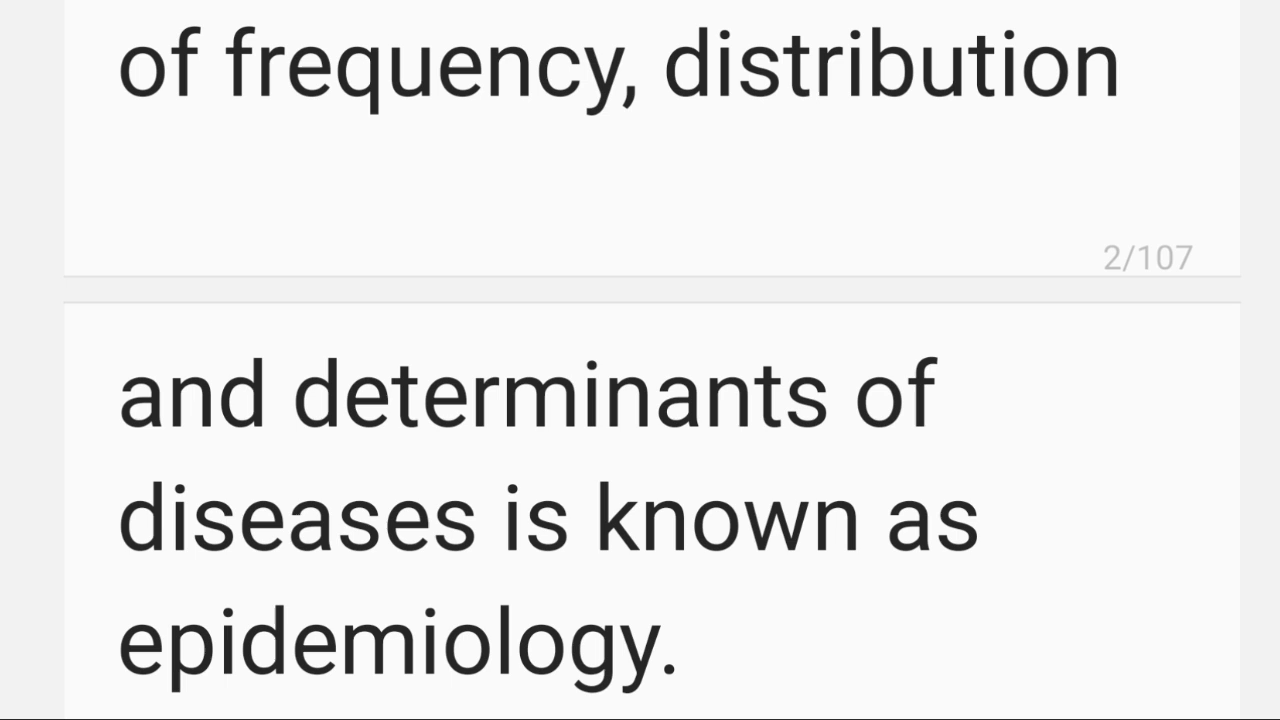 of frequency, distribution
2/107
and determinants of
diseases is known as
epidemiology.